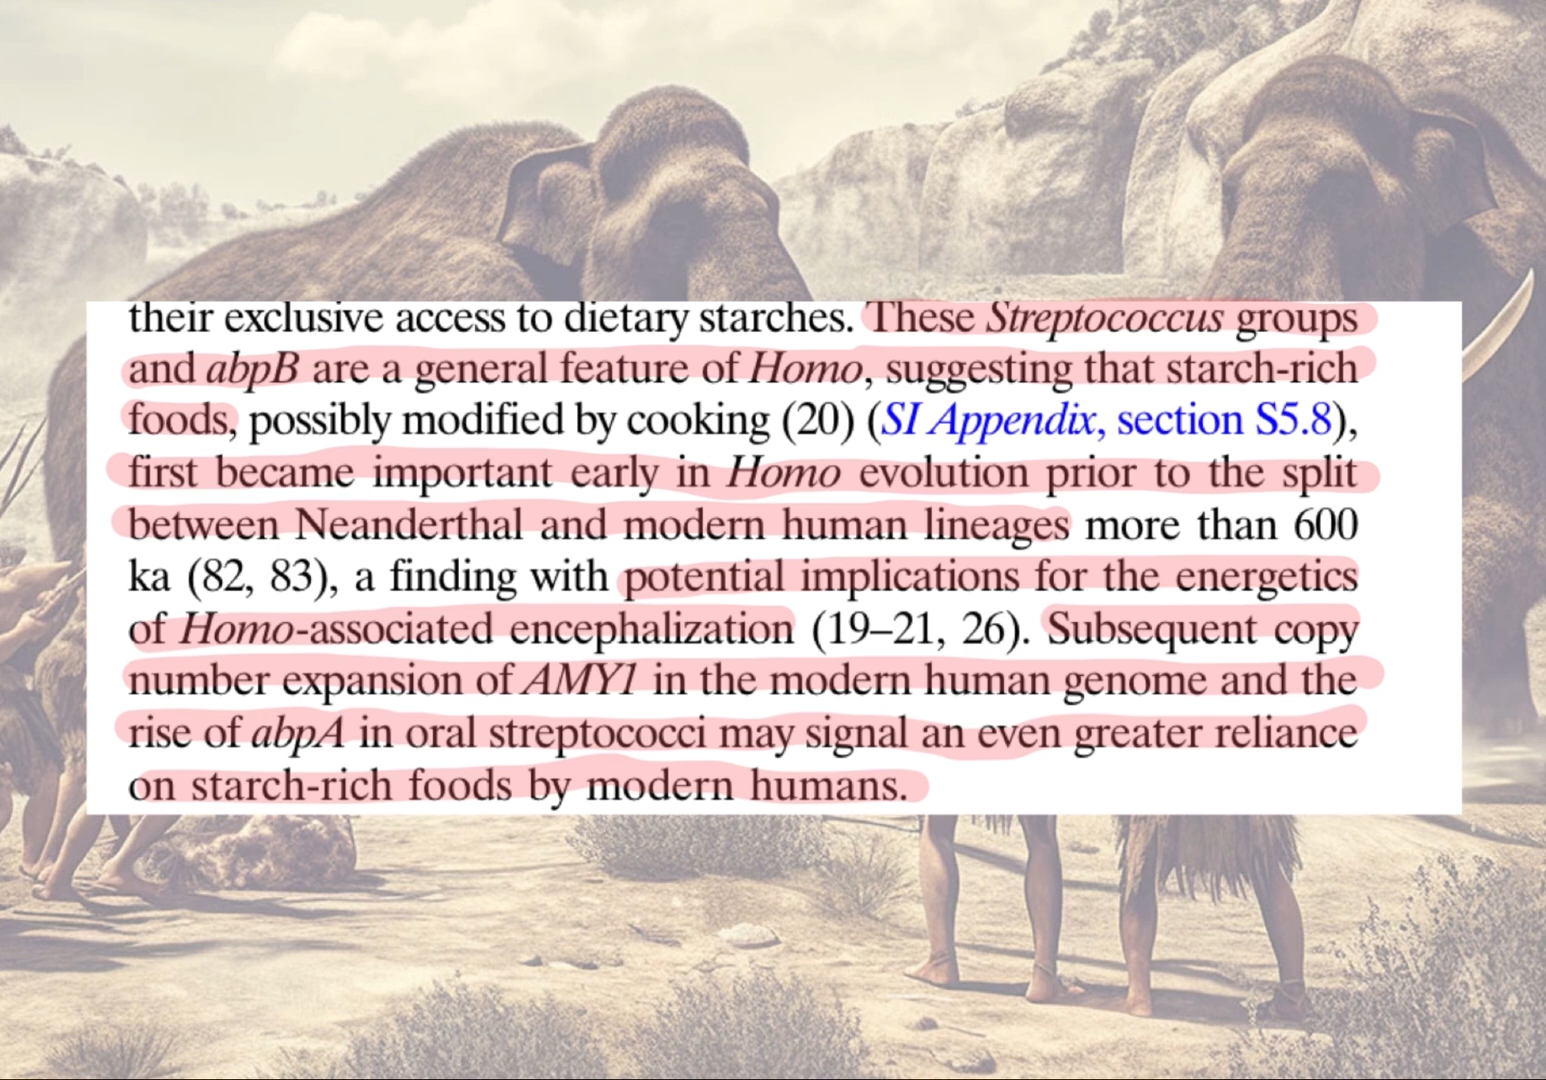 their exclusive access to dietary starches. These Streptococcus groups
and abpB are a general feature of Homo, suggesting that starch-rich
foods, possibly modified by cooking (20) (SI Appendix, section S5.8),
first became important early in Homo evolution prior to the split
between Neanderthal and modern human lineages more than 600
ka (82, 83), a finding with potential implications for the energetics
of Homo-associated encephalization (19–21, 26). Subsequent copy
number expansion of AMY1 in the modern human genome and the
rise of abpA in oral streptococci may signal an even greater reliance
on starch-rich foods by modern humans.